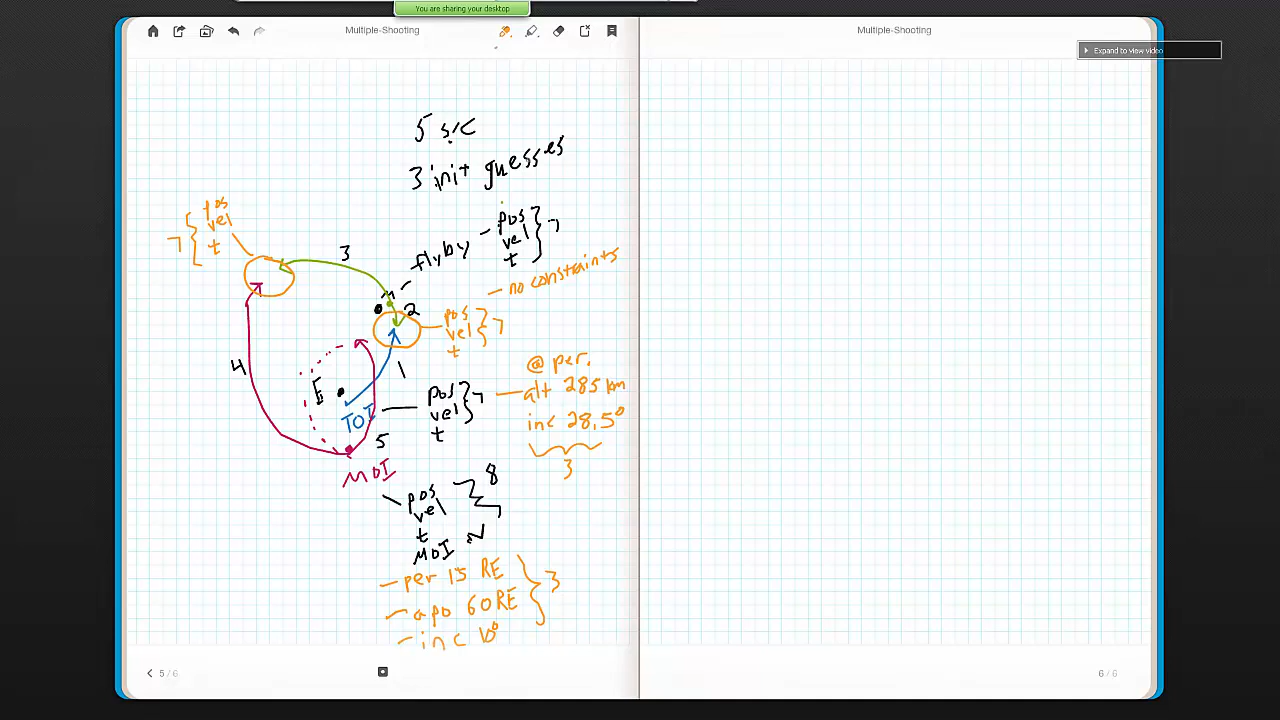 You are sharing your desktop
Multiple-Shooting
Multiple-Shooting
Expand to view video
5 s/c
3 init guesses
flyby - pos
vel
t
7
- no constraints
pos
vel
t
7
3
M
2
pos
vel
t
7
4
1
E
TOI
pos
vel
t
7
@ per.
alt 285 km
inc 28.5°
3
5
MOI
pos
vel
t
MOI ΔV
8
- per 15 RE
- apo 60 RE
- inc 10°
3
5 / 6
6 / 6